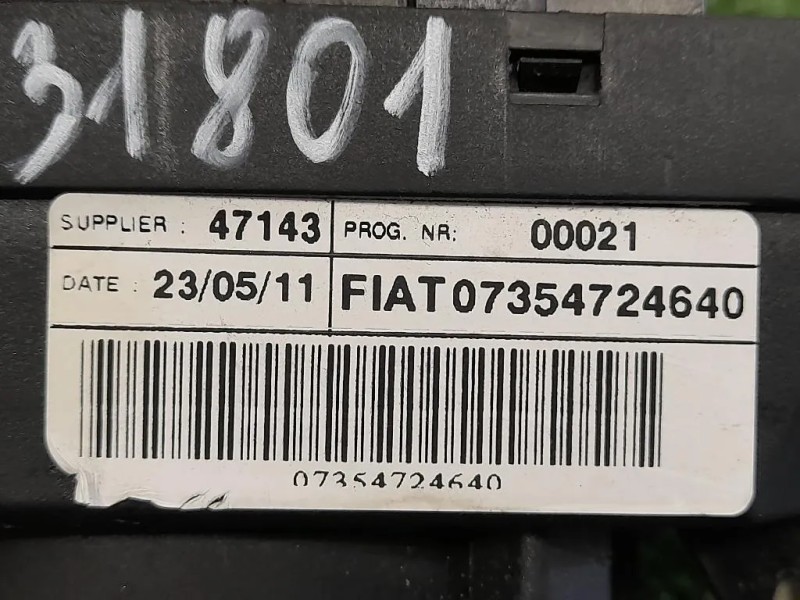 31801
SUPPLIER : 47143 PROG. NR: 00021
DATE : 23/05/11 FIAT 07354724640
07354724640